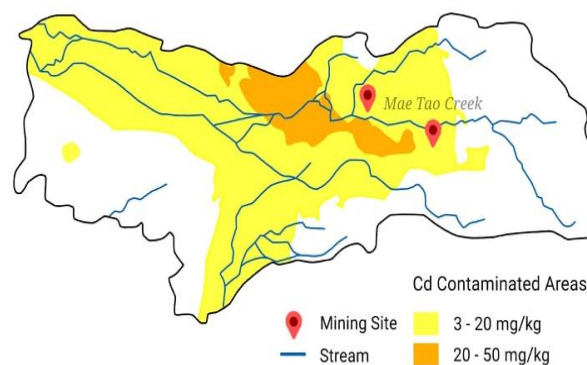 Mae Tao Creek
Cd Contaminated Areas
Mining Site
3 - 20 mg/kg
Stream
20 - 50 mg/kg